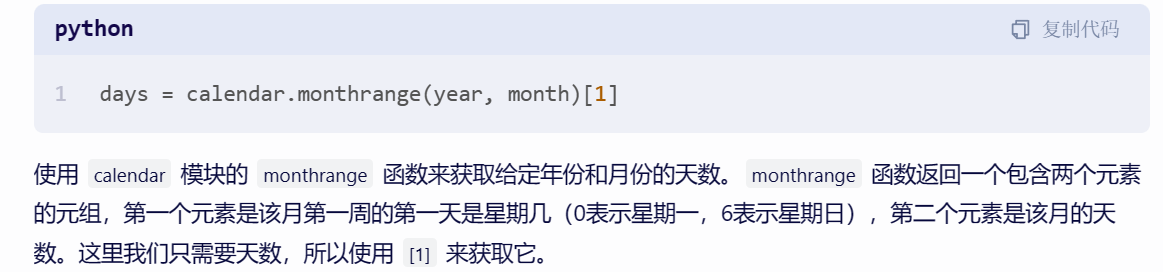 python 复制代码
1 days = calendar.monthrange(year, month)[1]
使用 calendar 模块的 monthrange 函数来获取给定年份和月份的天数。 monthrange 函数返回一个包含两个元素
的元组，第一个元素是该月第一周的第一天是星期几（0表示星期一，6表示星期日），第二个元素是该月的天
数。这里我们只需要天数，所以使用 [1] 来获取它。